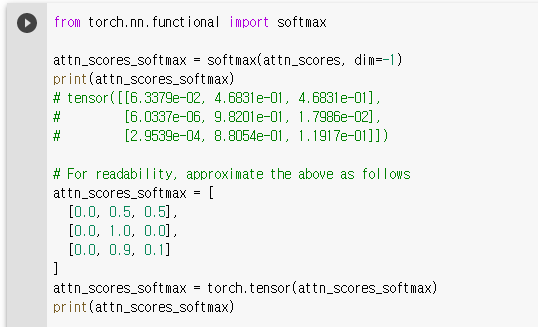 from torch.nn.functional import softmax
attn_scores_softmax = softmax(attn_scores, dim=-1)
print(attn_scores_softmax)
# tensor([[6.3379e-02, 4.6831e-01, 4.6831e-01],
#         [6.0337e-06, 9.8201e-01, 1.7986e-02],
#         [2.9539e-04, 8.8054e-01, 1.1917e-01]])
# For readability, approximate the above as follows
attn_scores_softmax = [
  [0.0, 0.5, 0.5],
  [0.0, 1.0, 0.0],
  [0.0, 0.9, 0.1]
]
attn_scores_softmax = torch.tensor(attn_scores_softmax)
print(attn_scores_softmax)